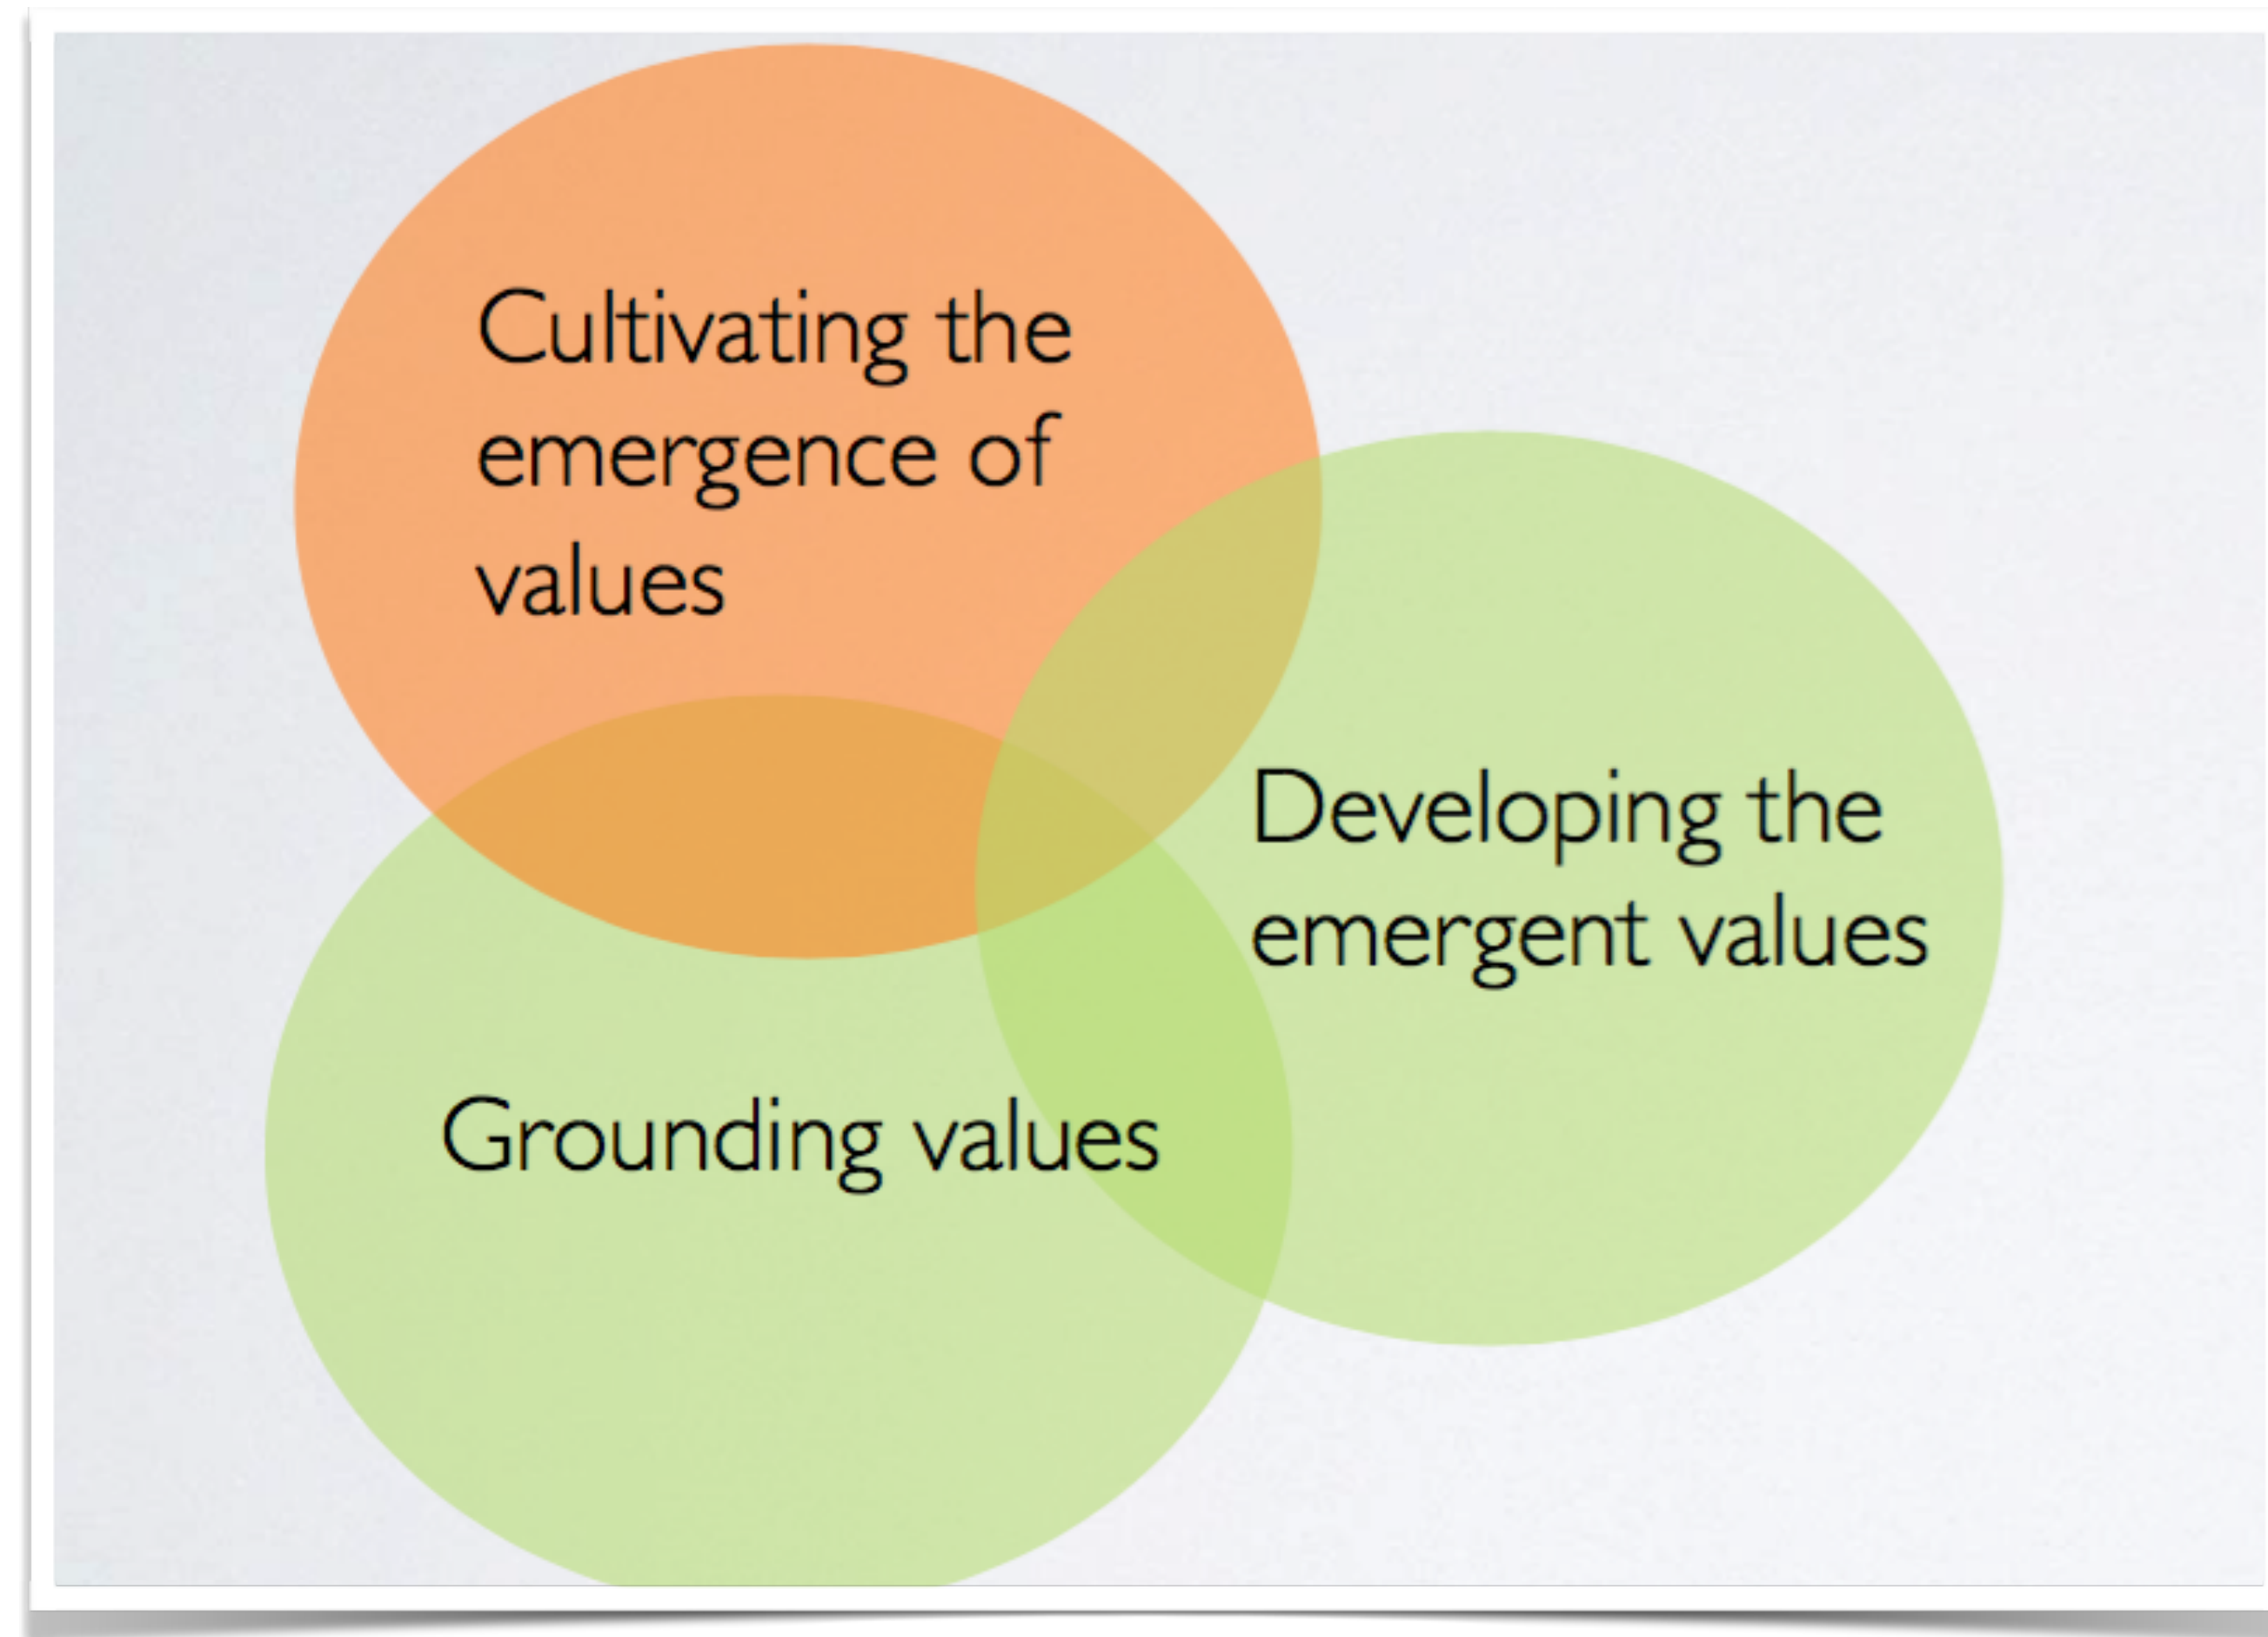 Cultivating the
emergence of
values
Developing the
emergent values
Grounding values